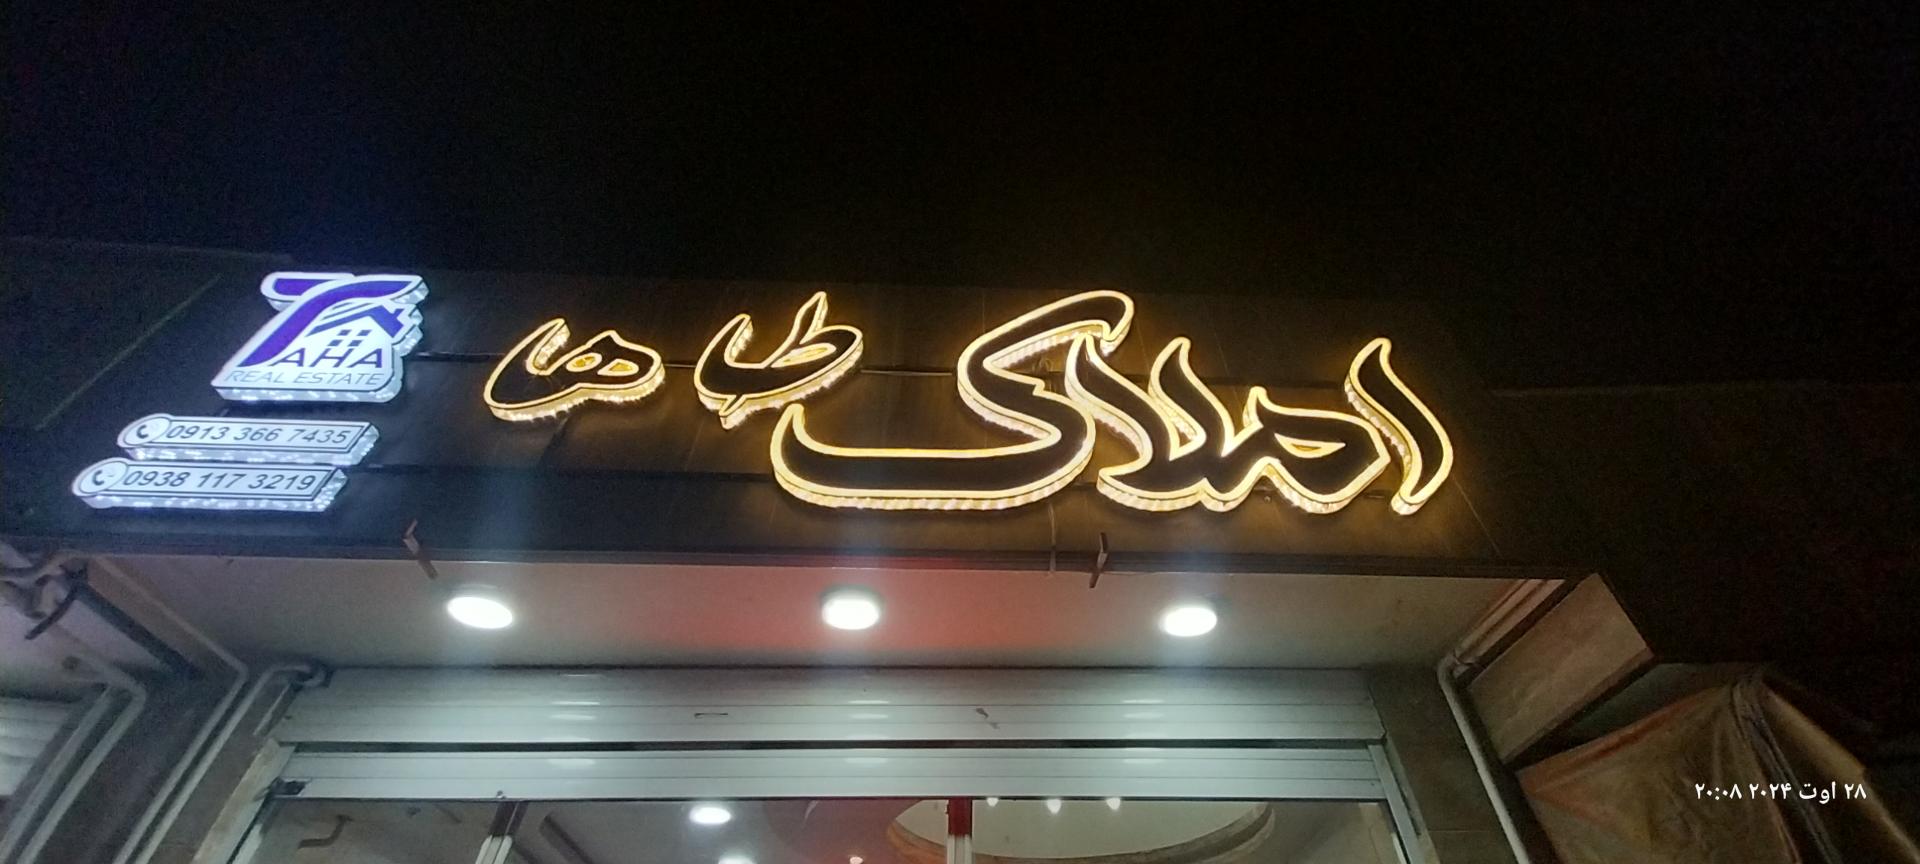 املاک طاها
TAHA
REAL ESTATE
0913 366 7435
0938 117 3219
۲۸ اوت ۲۰۲۴ ۲۰:۰۸